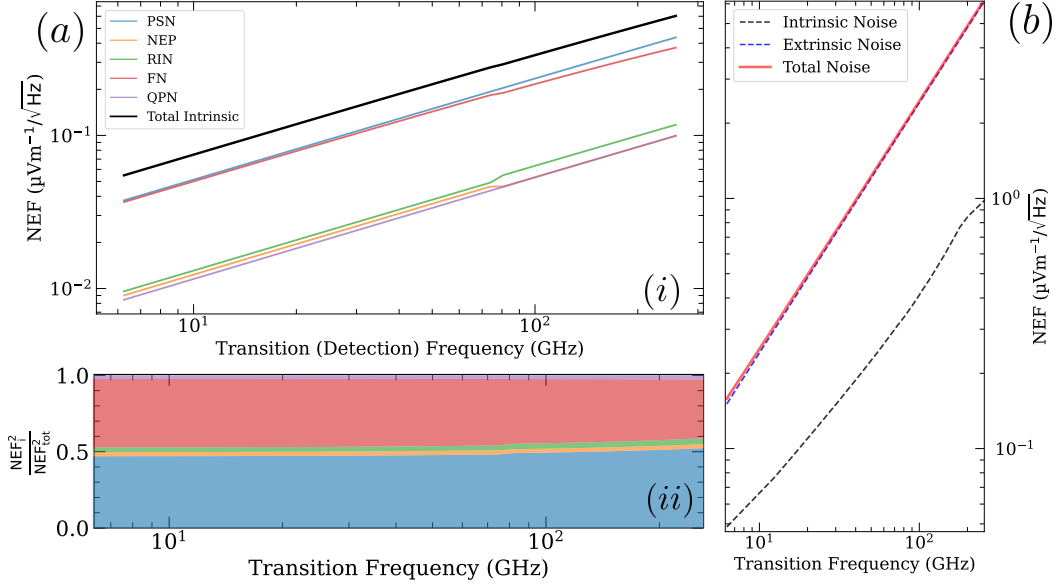 (a)
PSN
NEP
RIN
FN
QPN
Total Intrinsic
NEF (µVm⁻¹/√Hz)
10⁻¹
10⁻²
(i)
10¹
10²
Transition (Detection) Frequency (GHz)
NEFᵢ²/NEFₜₒₜ²
1.0
0.5
0.0
(ii)
10¹
10²
Transition Frequency (GHz)
(b)
Intrinsic Noise
Extrinsic Noise
Total Noise
10⁰
10⁻¹
NEF (µVm⁻¹/√Hz)
10¹
10²
Transition Frequency (GHz)